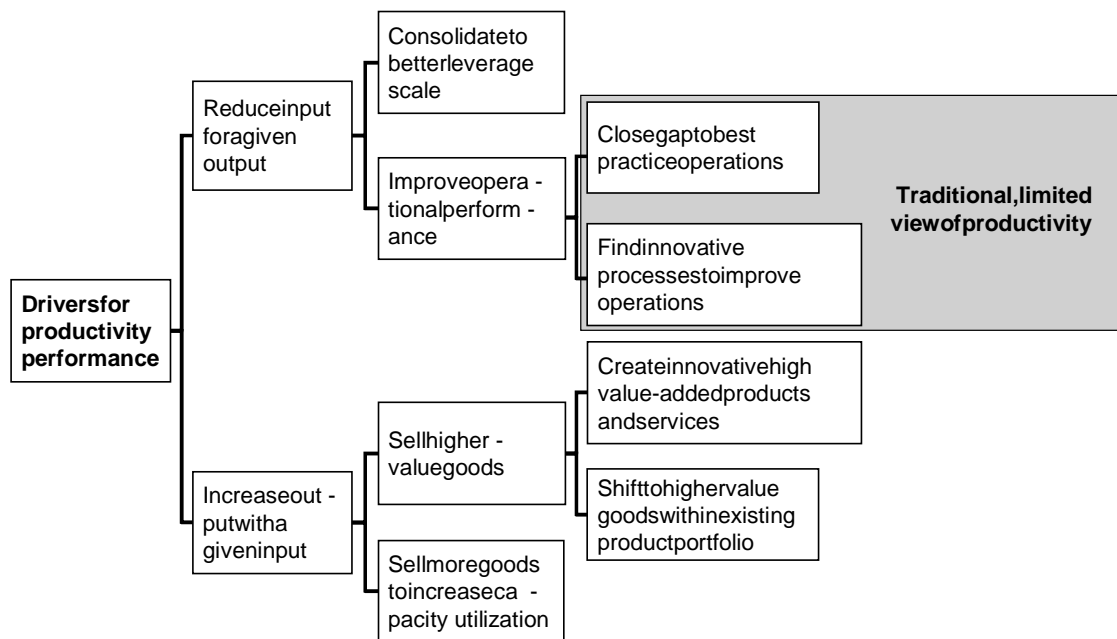 Consolidateto
betterleverage
scale
Reduceinput
foragiven
output
Closegaptobest
practiceoperations
Traditional,limited
viewofproductivity
Improveopera -
tionalperform -
ance
Findinnovative
processestoimprove
operations
Driversfor
productivity
performance
Createinnovativehigh
value-addedproducts
andservices
Sellhigher -
valuegoods
Shifttohighervalue
goodswithinexisting
productportfolio
Increaseout -
putwitha
giveninput
Sellmoregoods
toincreaseca -
pacity utilization